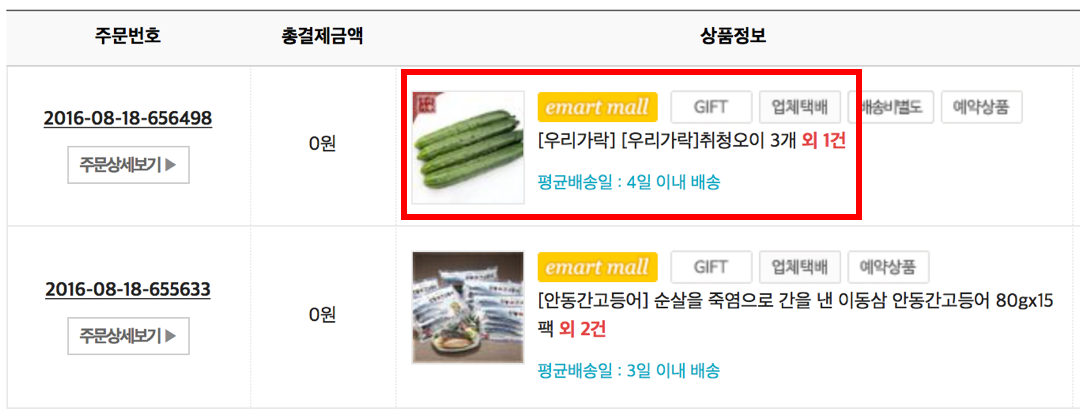 주문번호 총결제금액 상품정보
2016-08-18-656498
주문상세보기 ▶
0원
emart mall GIFT 업체택배 배송비별도 예약상품
[우리가락] [우리가락]취청오이 3개 외 1건
평균배송일 : 4일 이내 배송
2016-08-18-655633
주문상세보기 ▶
0원
emart mall GIFT 업체택배 예약상품
[안동간고등어] 순살을 죽염으로 간을 낸 이동삼 안동간고등어 80gx15
팩 외 2건
평균배송일 : 3일 이내 배송